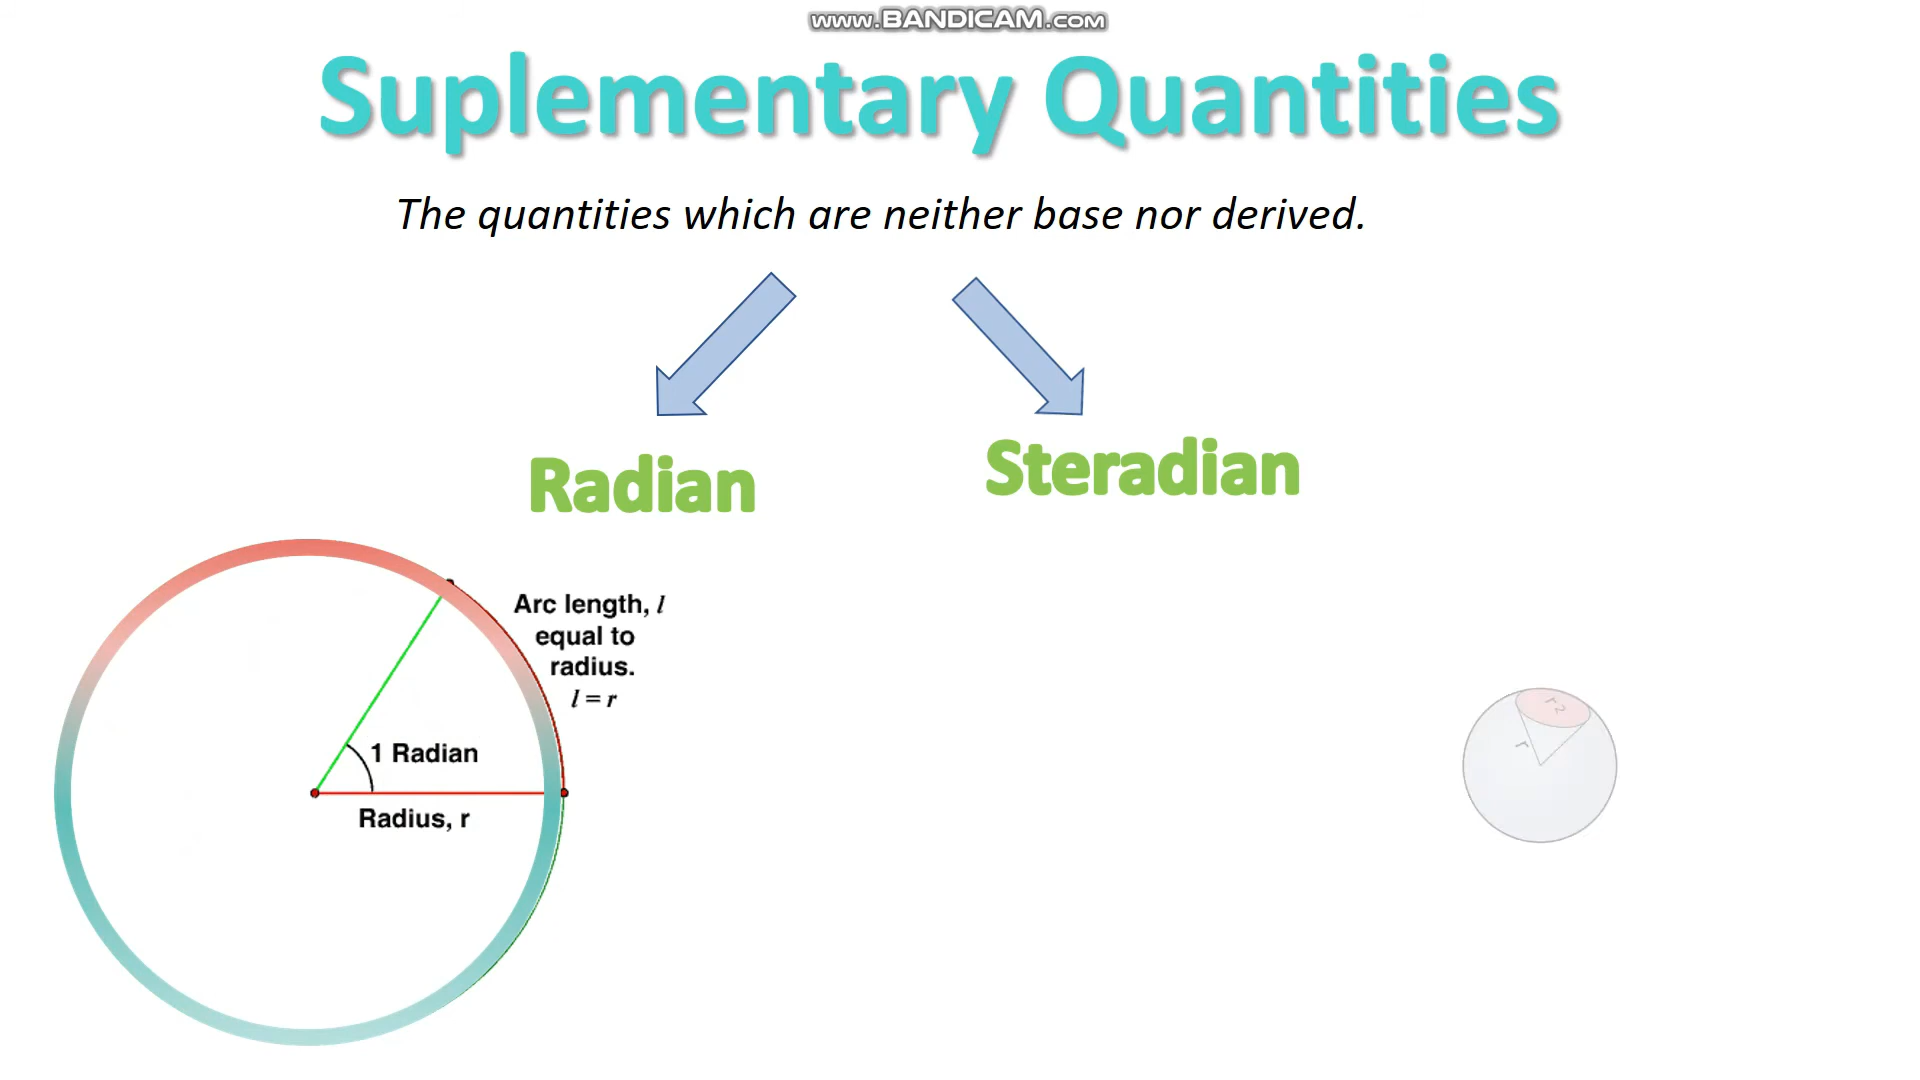 www.BANDICAM.com
Suplementary Quantities
The quantities which are neither base nor derived.
Radian
Steradian
Arc length, l
equal to
radius.
l = r
1 Radian
Radius, r
r2
r